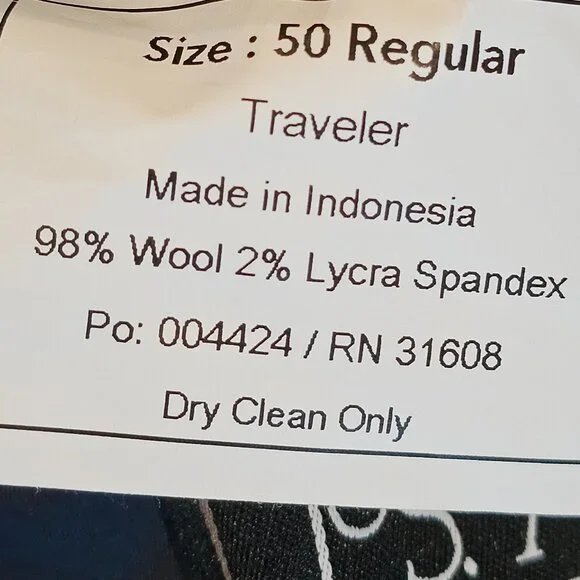 Size : 50 Regular
Traveler
Made in Indonesia
98% Wool 2% Lycra Spandex
Po: 004424 / RN 31608
Dry Clean Only